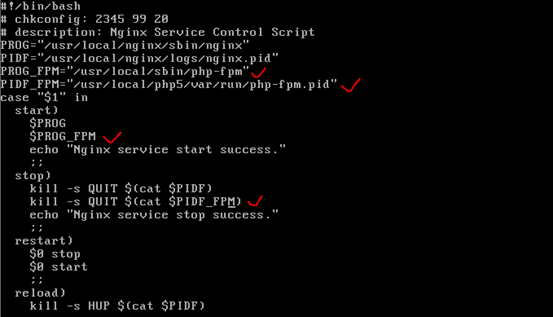 #!/bin/bash
# chkconfig: 2345 99 20
# description: Nginx Service Control Script
PROG="/usr/local/nginx/sbin/nginx"
PIDF="/usr/local/nginx/logs/nginx.pid"
PROG_FPM="/usr/local/sbin/php-fpm"
PIDF_FPM="/usr/local/php5/var/run/php-fpm.pid"
case "$1" in
  start)
    $PROG
    $PROG_FPM
    echo "Nginx service start success."
    ;;
  stop)
    kill -s QUIT $(cat $PIDF)
    kill -s QUIT $(cat $PIDF_FPM)
    echo "Nginx service stop success."
    ;;
  restart)
    $0 stop
    $0 start
    ;;
  reload)
    kill -s HUP $(cat $PIDF)